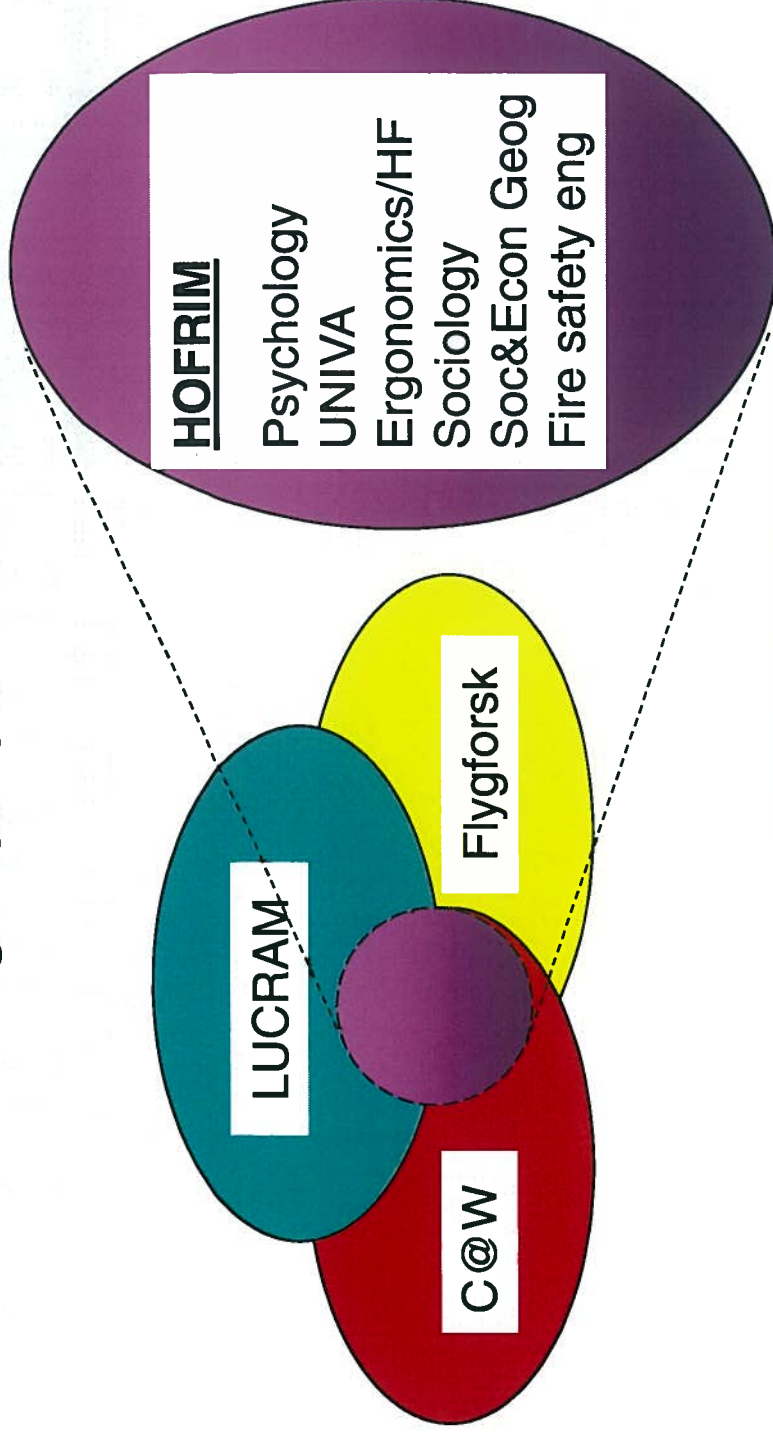 LUCRAM
C@W
Flygforsk
HOFRIM
Psychology
UNIVA
Ergonomics/HF
Sociology
Soc&Econ Geog
Fire safety eng